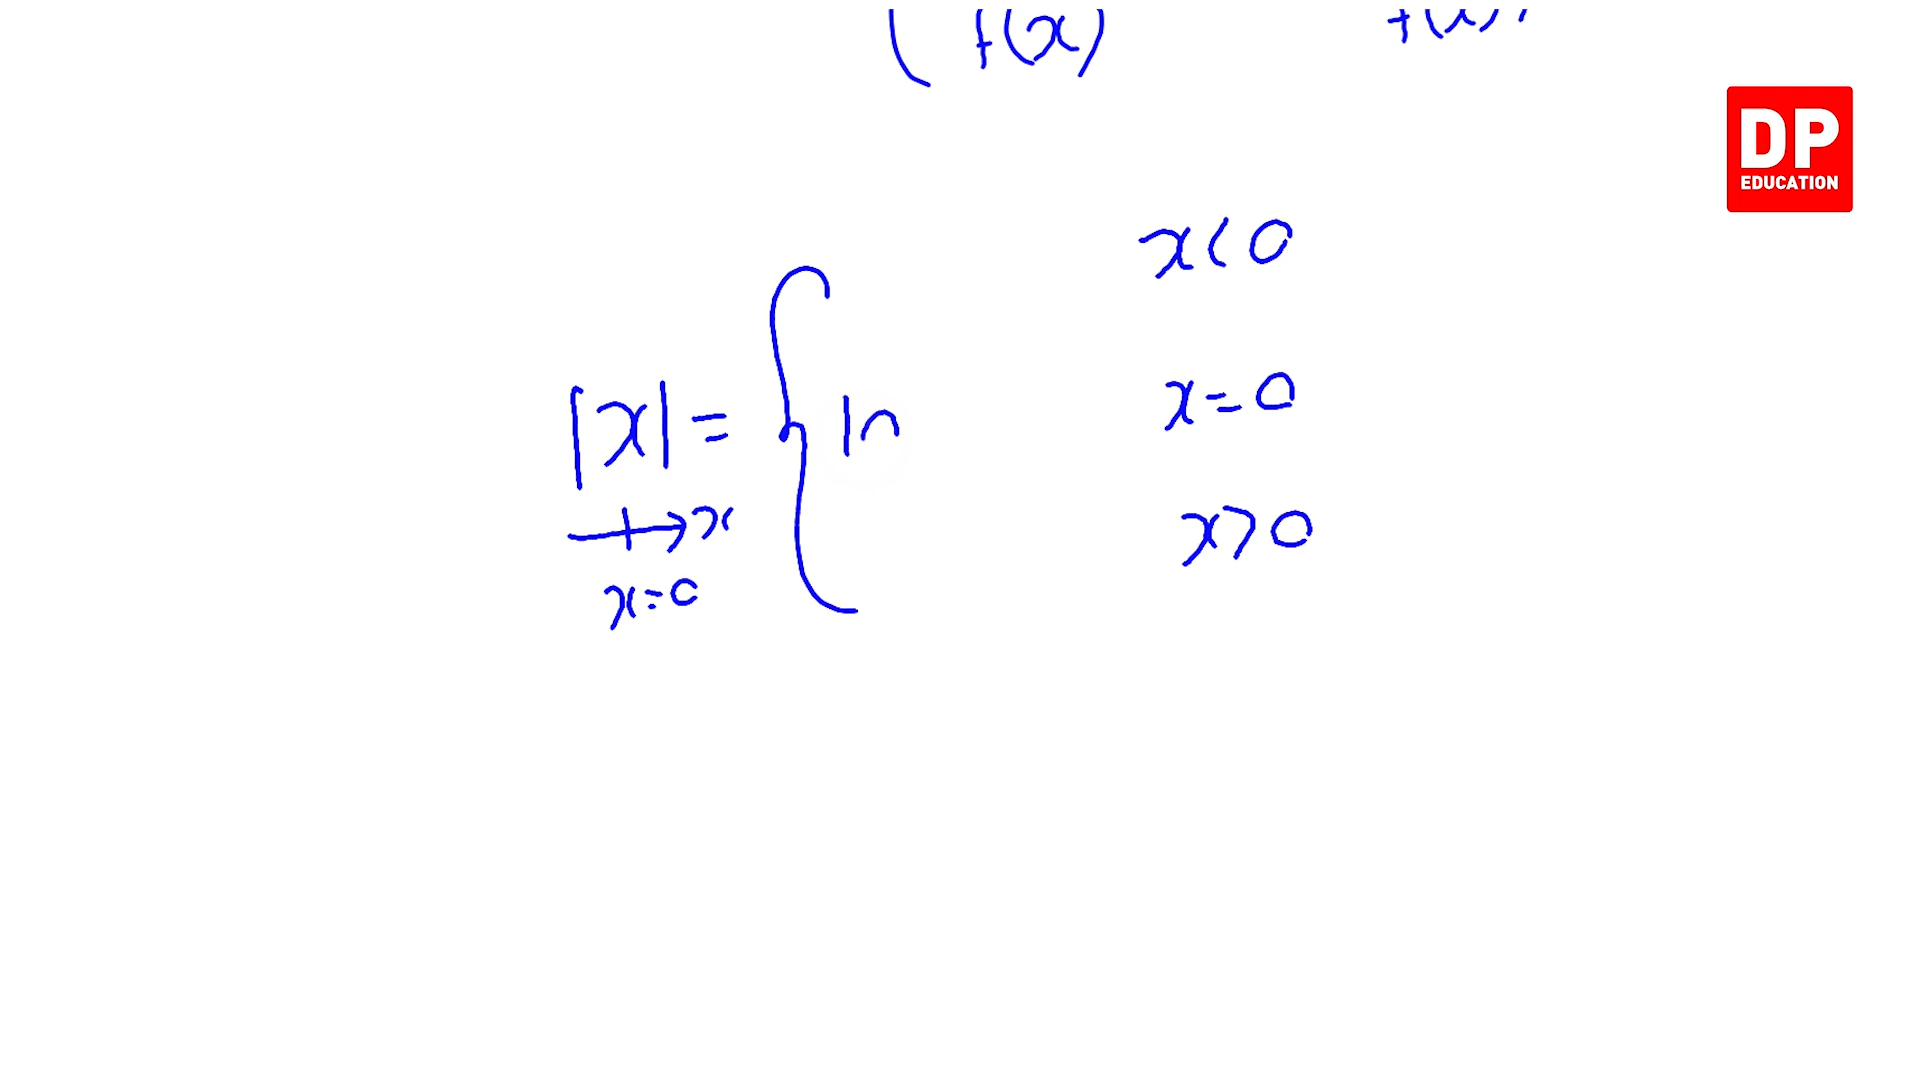 f(x)
DP
EDUCATION
x<0
|x| = {
x=0
x>0
x
x=0